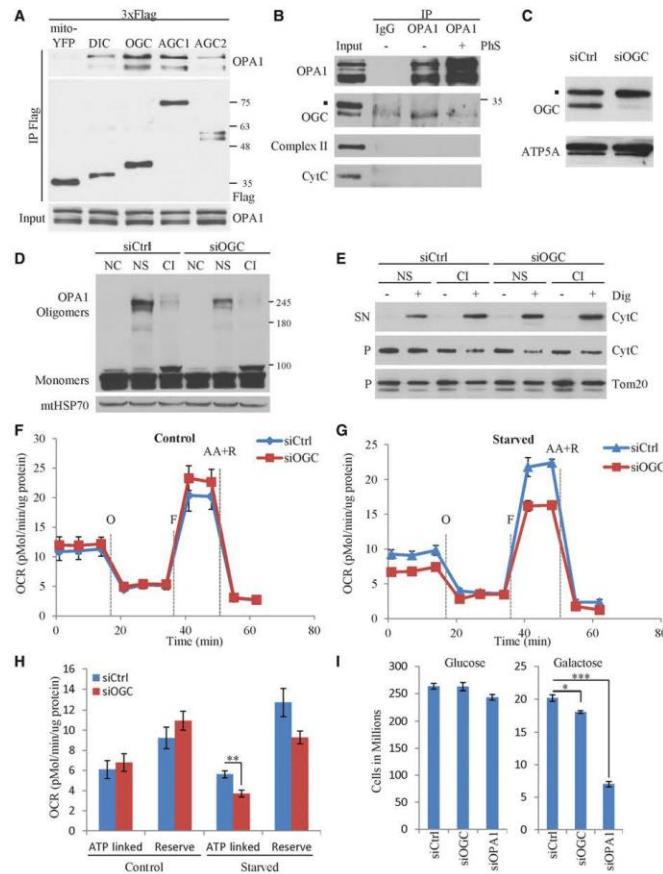 A
3xFlag
mito-
YFP DIC OGC AGC1 AGC2
OPA1
IP Flag
75
63
48
35
Flag
Input
OPA1
B
IP
IgG OPA1 OPA1
Input - - + PhS
OPA1
35
OGC
Complex II
CytC
C
siCtrl siOGC
OGC
ATP5A
D
siCtrl siOGC
NC NS CI NC NS CI
OPA1
Oligomers
245
180
100
Monomers
mtHSP70
E
siCtrl siOGC
NS CI NS CI
- + - + - + - + Dig
SN CytC
P CytC
P Tom20
F
Control
OCR (pMol/min/ug protein)
30
25
20
15
10
5
0
0 20 40 60 80
Time (min)
siCtrl
siOGC
O
F
AA+R
G
Starved
OCR (pMol/min/ug protein)
25
20
15
10
5
0
0 20 40 60 80
Time (min)
AA+R
siCtrl
siOGC
O
F
H
OCR (pMol/min/ug protein)
16
14
12
10
8
6
4
2
0
siCtrl
siOGC
**
ATP linked Reserve ATP linked Reserve
Control Starved
I
Glucose
Cells in Millions
300
250
200
150
100
50
0
siCtrl siOGC siOPA1
Galactose
25
20
15
10
5
0
***
*
siCtrl siOGC siOPA1